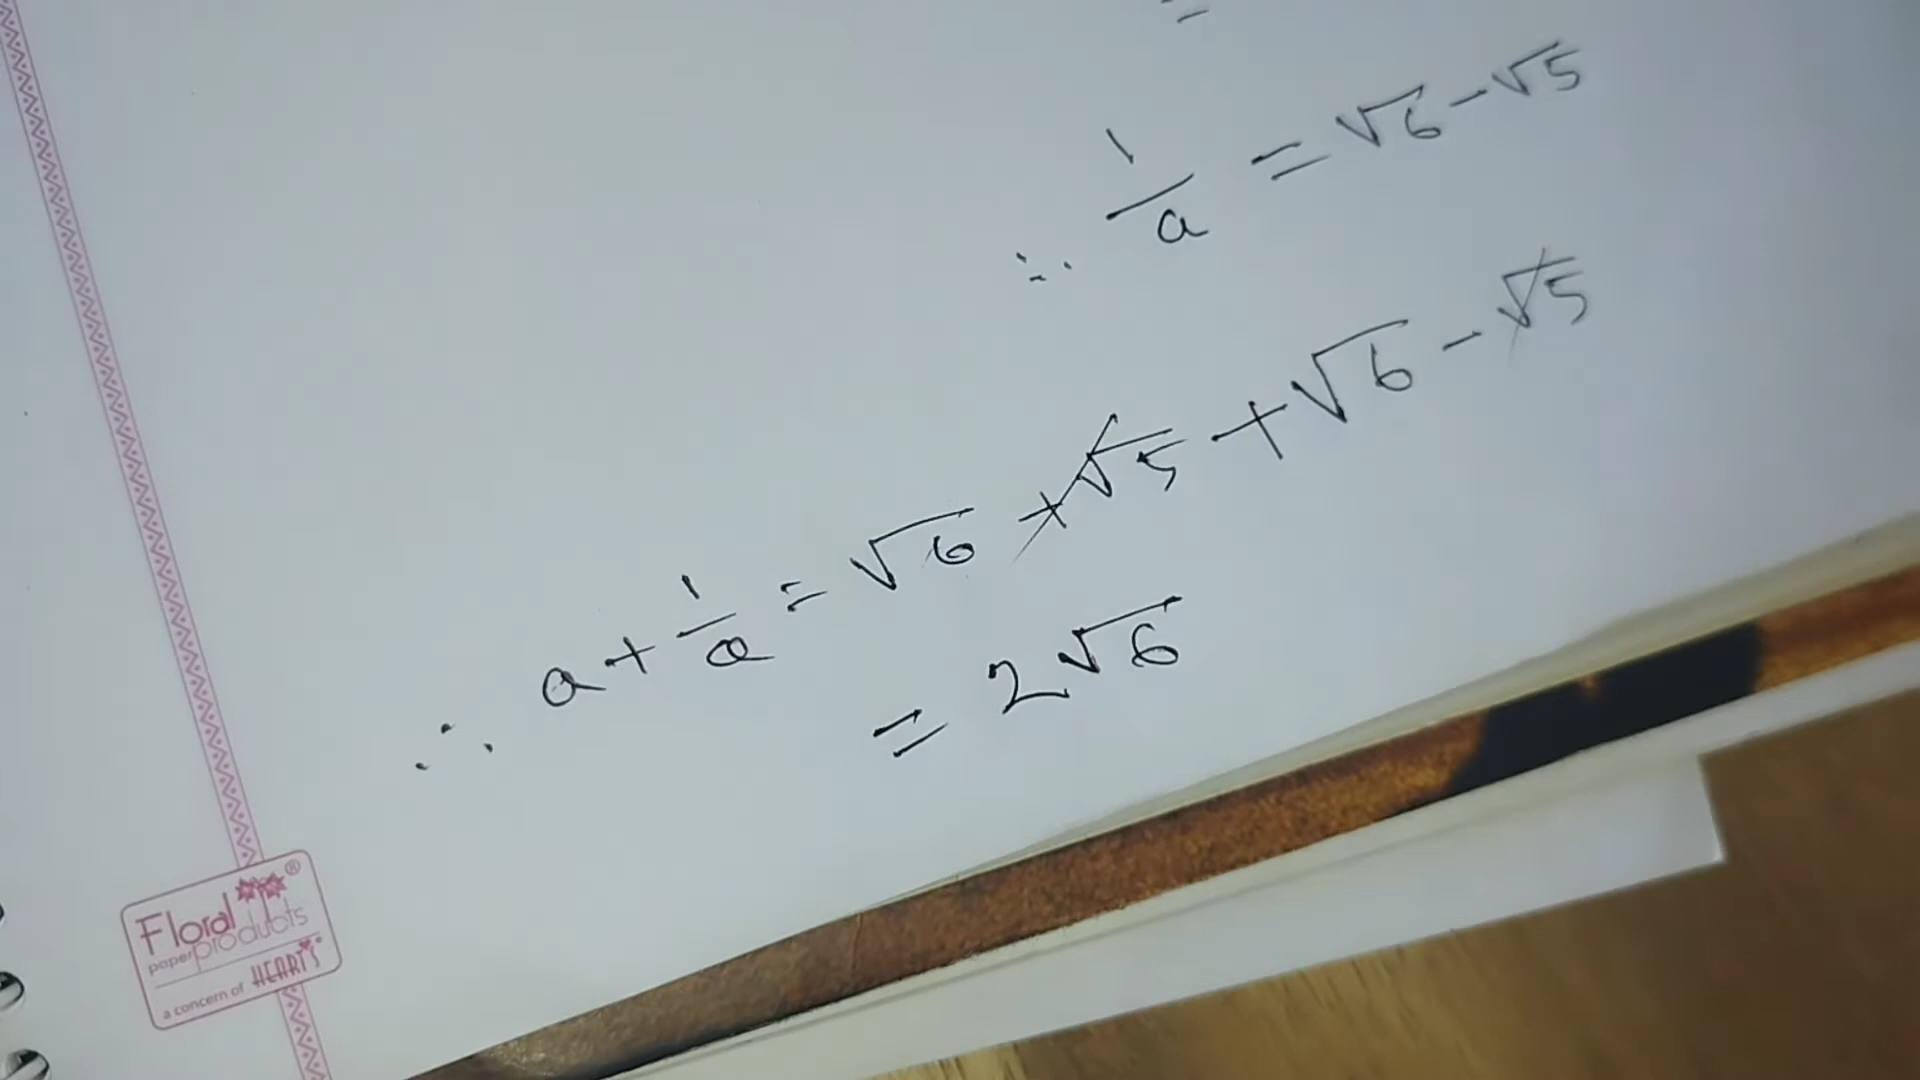 =
∴ 1/a = √6 - √5
∴ a + 1/a = √6 + √5 + √6 - √5
= 2√6
Floral®
paper products
a concern of HEARTS